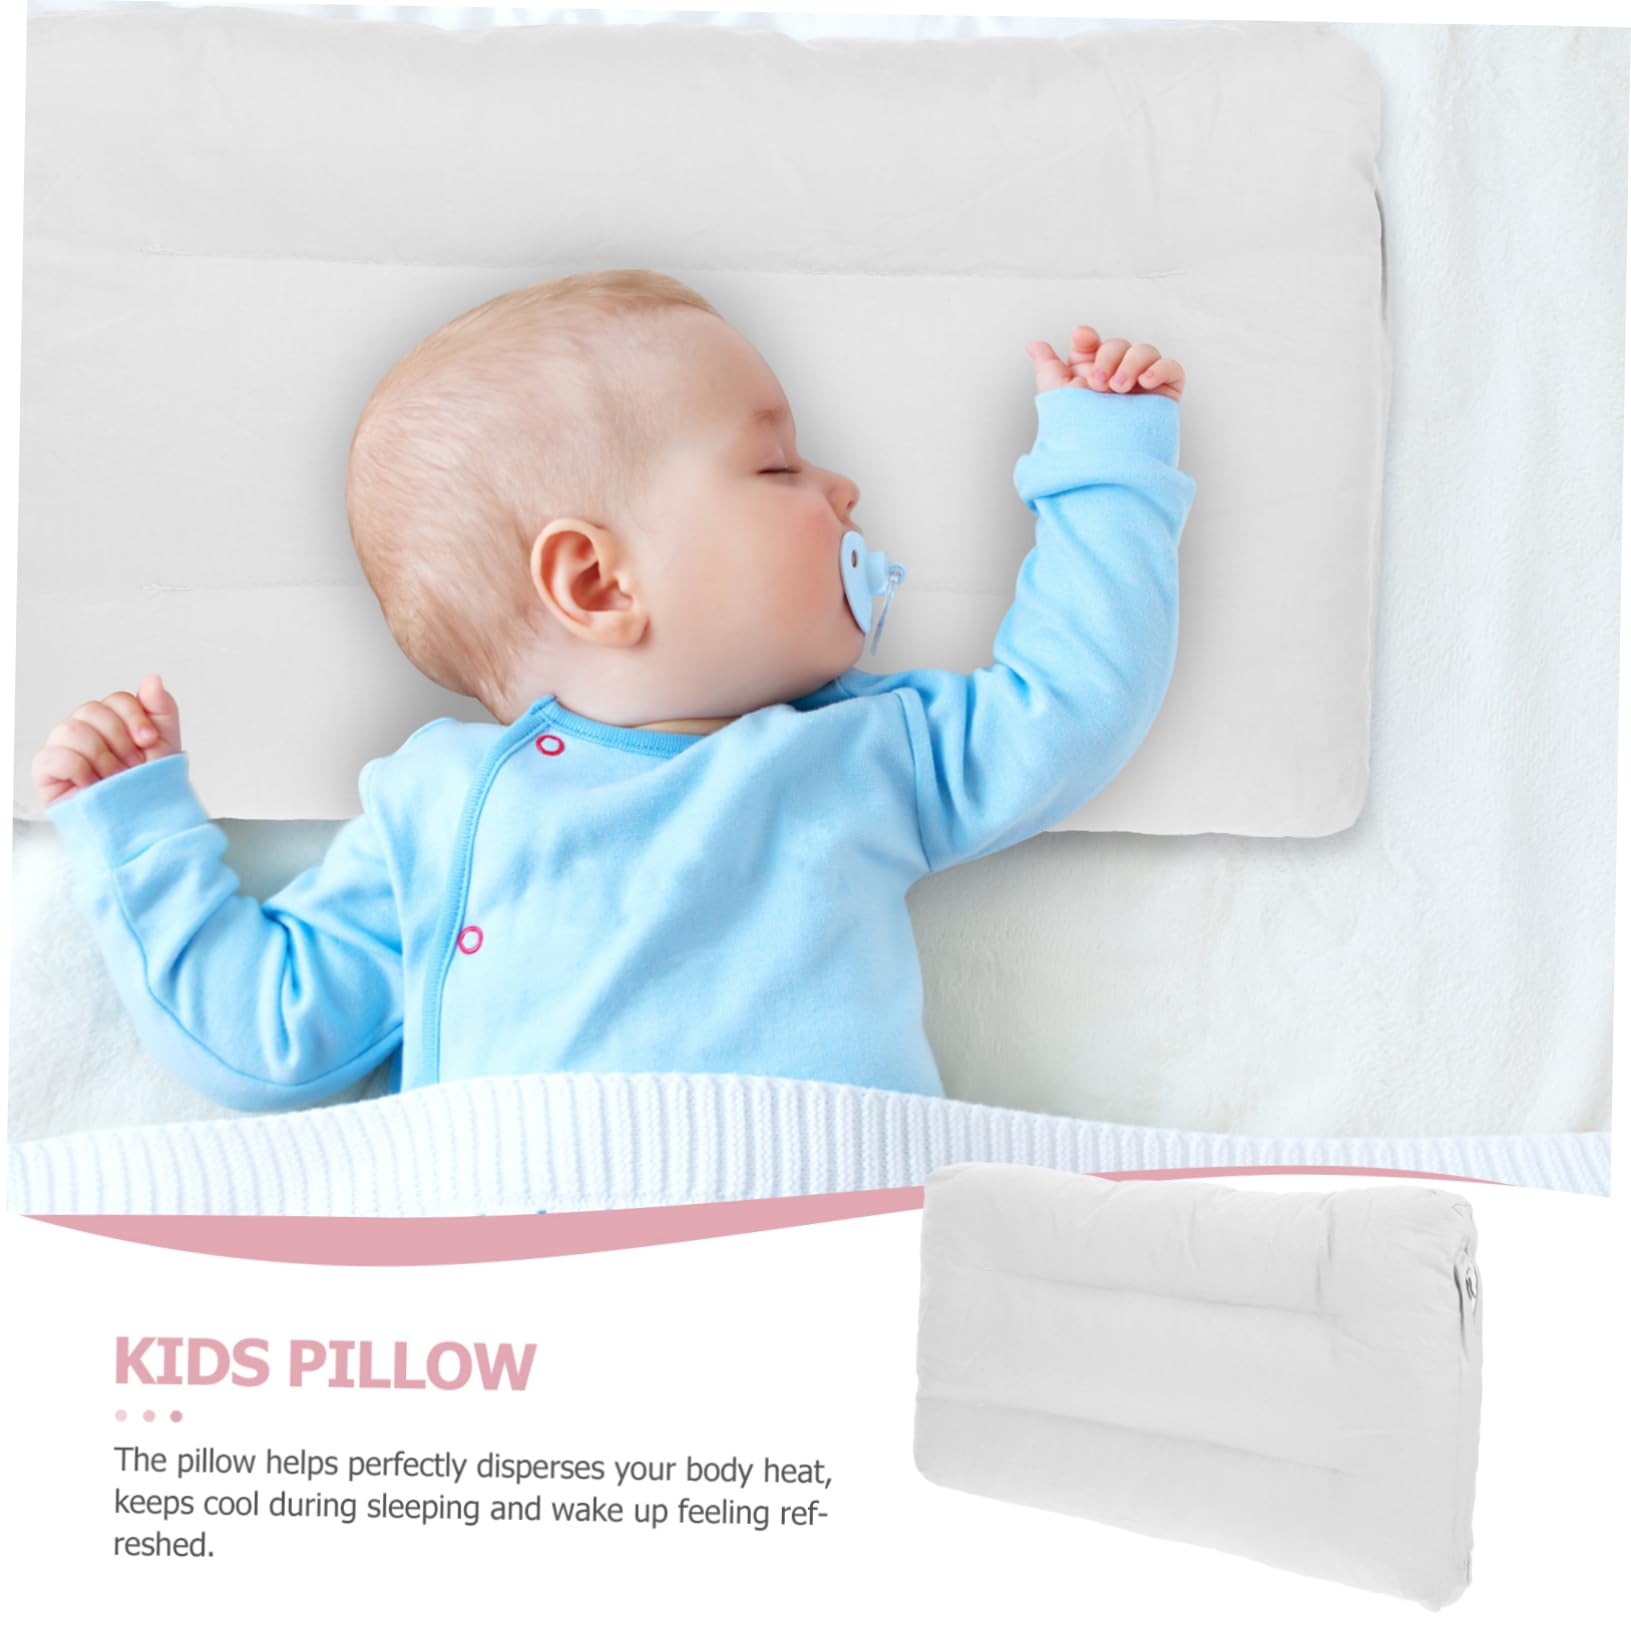 KIDS PILLOW
The pillow helps perfectly disperses your body heat,
keeps cool during sleeping and wake up feeling ref-
reshed.